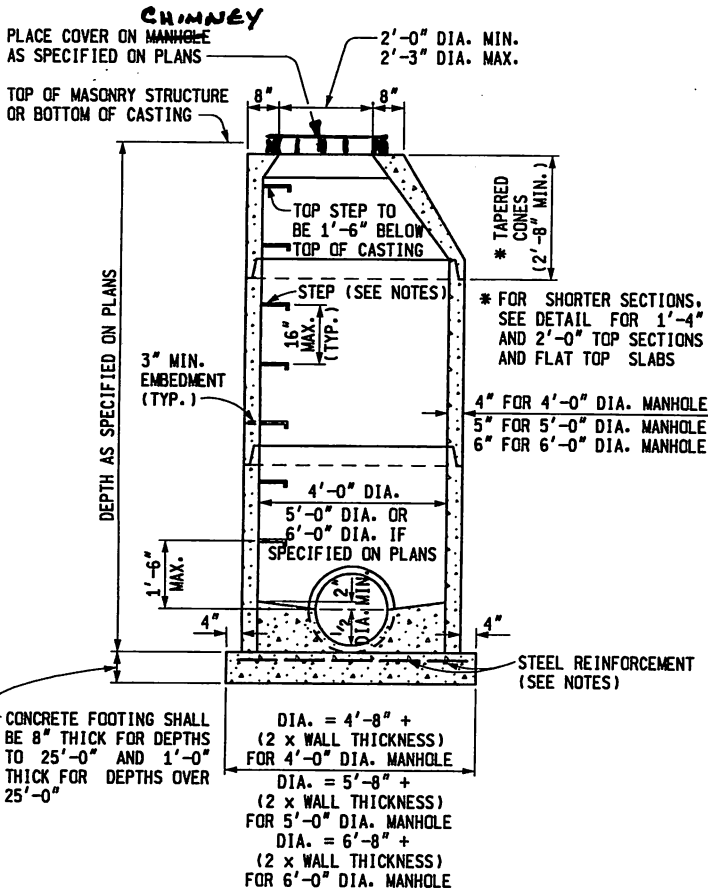 CHIMNEY
PLACE COVER ON MANHOLE
AS SPECIFIED ON PLANS
2'-0" DIA. MIN.
2'-3" DIA. MAX.
TOP OF MASONRY STRUCTURE
OR BOTTOM OF CASTING
8"
8"
TOP STEP TO
BE 1'-6" BELOW
TOP OF CASTING
* TAPERED
CONES
(2'-8" MIN.)
STEP (SEE NOTES)
16"
MAX.
(TYP.)
* FOR SHORTER SECTIONS.
SEE DETAIL FOR 1'-4"
AND 2'-0" TOP SECTIONS
AND FLAT TOP SLABS
DEPTH AS SPECIFIED ON PLANS
3" MIN.
EMBEDMENT
(TYP.)
4" FOR 4'-0" DIA. MANHOLE
5" FOR 5'-0" DIA. MANHOLE
6" FOR 6'-0" DIA. MANHOLE
4'-0" DIA.
5'-0" DIA. OR
6'-0" DIA. IF
SPECIFIED ON PLANS
1'-6"
MAX.
2"
MIN.
1/2
DIA.
4"
4"
STEEL REINFORCEMENT
(SEE NOTES)
CONCRETE FOOTING SHALL
BE 8" THICK FOR DEPTHS
TO 25'-0" AND 1'-0"
THICK FOR DEPTHS OVER
25'-0"
DIA. = 4'-8" +
(2 x WALL THICKNESS)
FOR 4'-0" DIA. MANHOLE
DIA. = 5'-8" +
(2 x WALL THICKNESS)
FOR 5'-0" DIA. MANHOLE
DIA. = 6'-8" +
(2 x WALL THICKNESS)
FOR 6'-0" DIA. MANHOLE